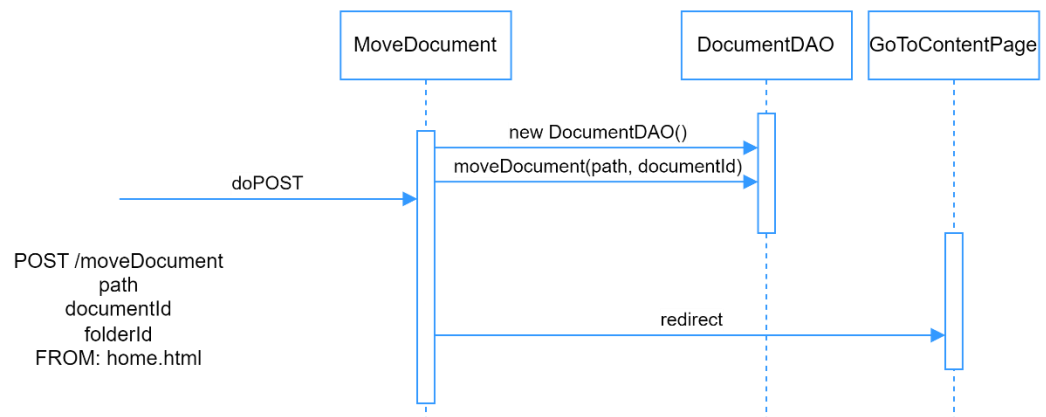 MoveDocument
DocumentDAO
GoToContentPage
new DocumentDAO()
moveDocument(path, documentId)
doPOST
POST /moveDocument
path
documentId
folderId
FROM: home.html
redirect